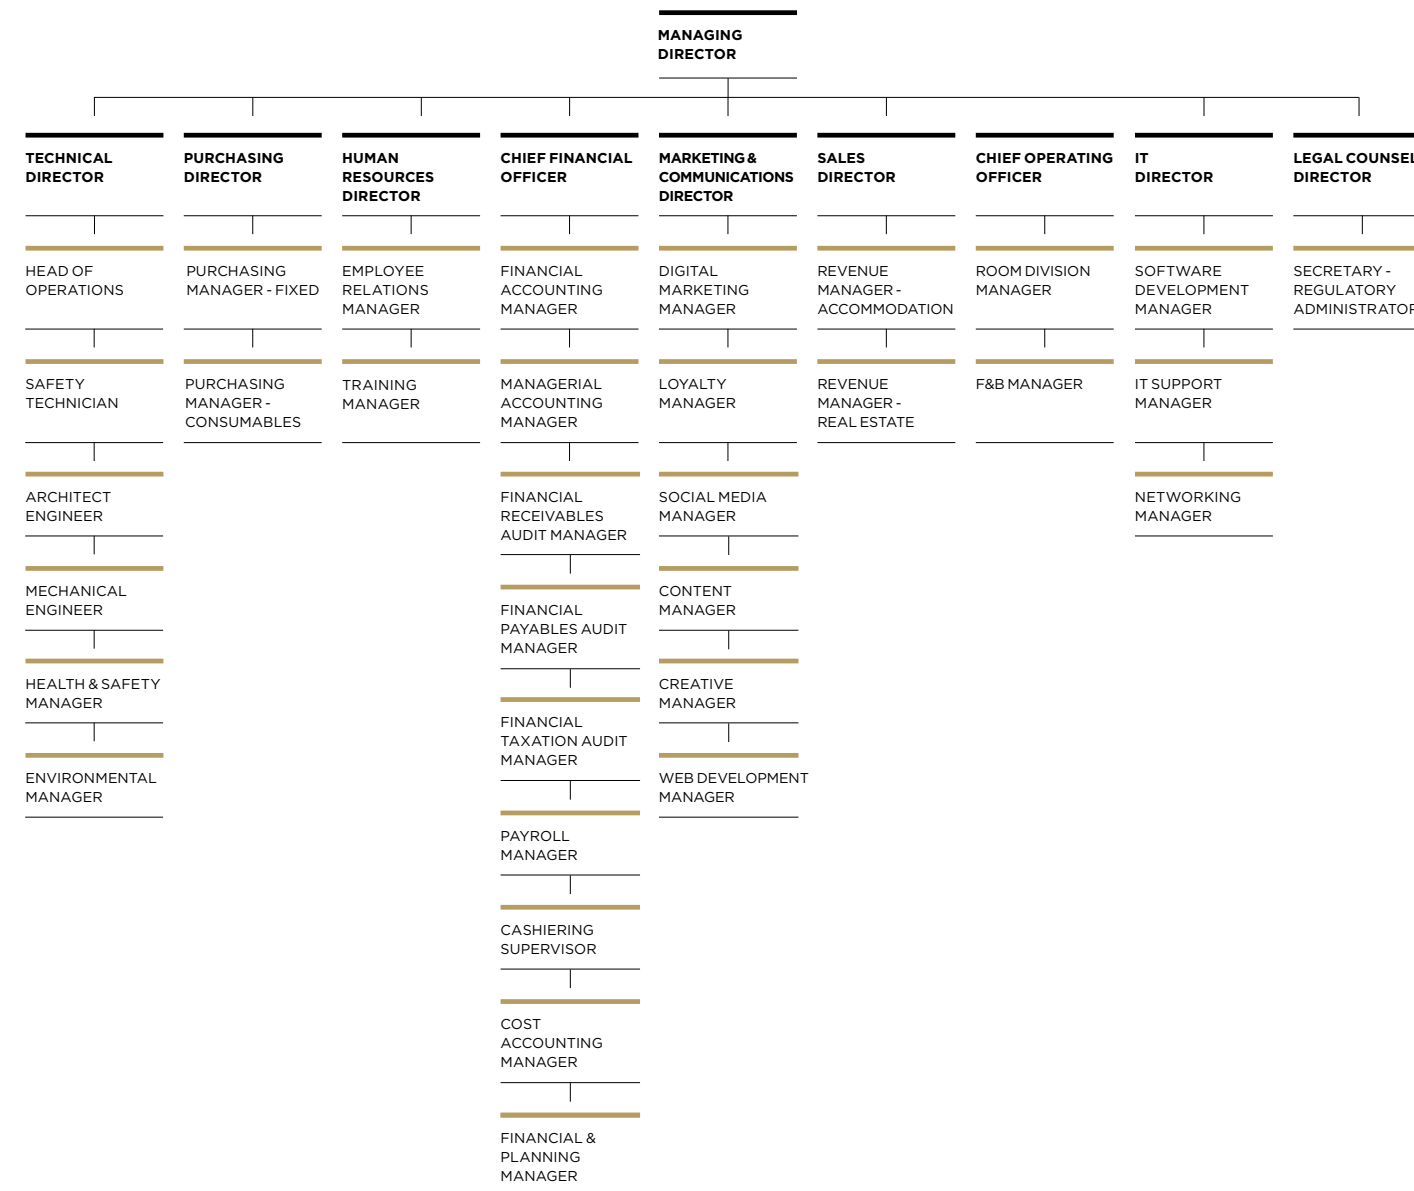 MANAGING
DIRECTOR
TECHNICAL
DIRECTOR
PURCHASING
DIRECTOR
HUMAN
RESOURCES
DIRECTOR
CHIEF FINANCIAL
OFFICER
MARKETING &
COMMUNICATIONS
DIRECTOR
SALES
DIRECTOR
CHIEF OPERATING
OFFICER
IT
DIRECTOR
LEGAL COUNSEL
DIRECTOR
HEAD OF
OPERATIONS
SAFETY
TECHNICIAN
ARCHITECT
ENGINEER
MECHANICAL
ENGINEER
HEALTH & SAFETY
MANAGER
ENVIRONMENTAL
MANAGER
PURCHASING
MANAGER - FIXED
PURCHASING
MANAGER -
CONSUMABLES
EMPLOYEE
RELATIONS
MANAGER
TRAINING
MANAGER
FINANCIAL
ACCOUNTING
MANAGER
MANAGERIAL
ACCOUNTING
MANAGER
FINANCIAL
RECEIVABLES
AUDIT MANAGER
FINANCIAL
PAYABLES AUDIT
MANAGER
FINANCIAL
TAXATION AUDIT
MANAGER
PAYROLL
MANAGER
CASHIERING
SUPERVISOR
COST
ACCOUNTING
MANAGER
FINANCIAL &
PLANNING
MANAGER
DIGITAL
MARKETING
MANAGER
LOYALTY
MANAGER
SOCIAL MEDIA
MANAGER
CONTENT
MANAGER
CREATIVE
MANAGER
WEB DEVELOPMENT
MANAGER
REVENUE
MANAGER -
ACCOMMODATION
REVENUE
MANAGER -
REAL ESTATE
ROOM DIVISION
MANAGER
F&B MANAGER
SOFTWARE
DEVELOPMENT
MANAGER
IT SUPPORT
MANAGER
NETWORKING
MANAGER
SECRETARY -
REGULATORY
ADMINISTRATOR